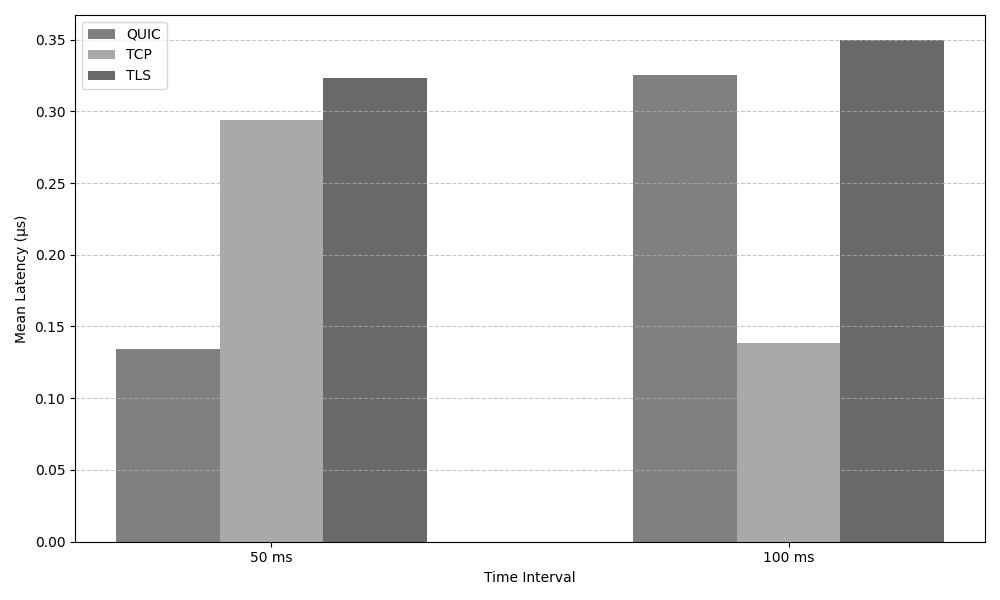 QUIC
TCP
TLS
0.35
0.30
0.25
0.20
0.15
0.10
0.05
0.00
Mean Latency (µs)
50 ms
100 ms
Time Interval